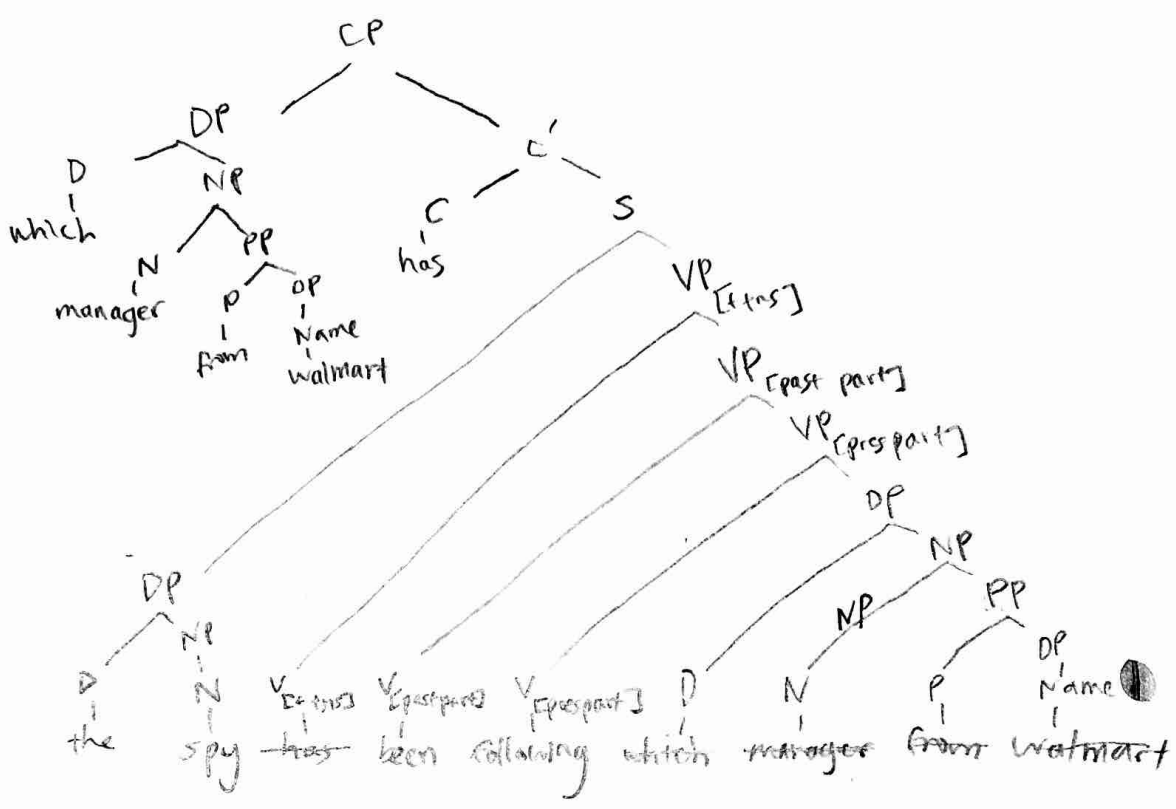 CP
DP
C'
D
NP
C
S
which
N
PP
has
VP
[+tns]
manager
P
DP
from
Name
Walmart
VP
[past part]
VP
[pres part]
DP
NP
DP
NP
PP
NP
DP
D
N
V[+tns]
V[past part]
V[pres part]
D
N
P
Name
the spy has been following which manager from Walmart